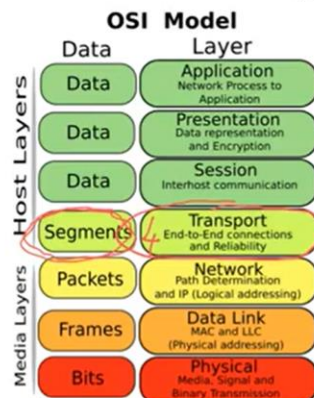 OSI Model
Data Layer
Host Layers
Data Application
Network Process to
Application
Data Presentation
Data representation
and Encryption
Data Session
Interhost communication
Segments 4 Transport
End-to-End connections
and Reliability
Media Layers
Packets Network
Path Determination
and IP (Logical addressing)
Frames Data Link
MAC and LLC
(Physical addressing)
Bits Physical
Media, Signal and
Binary Transmission